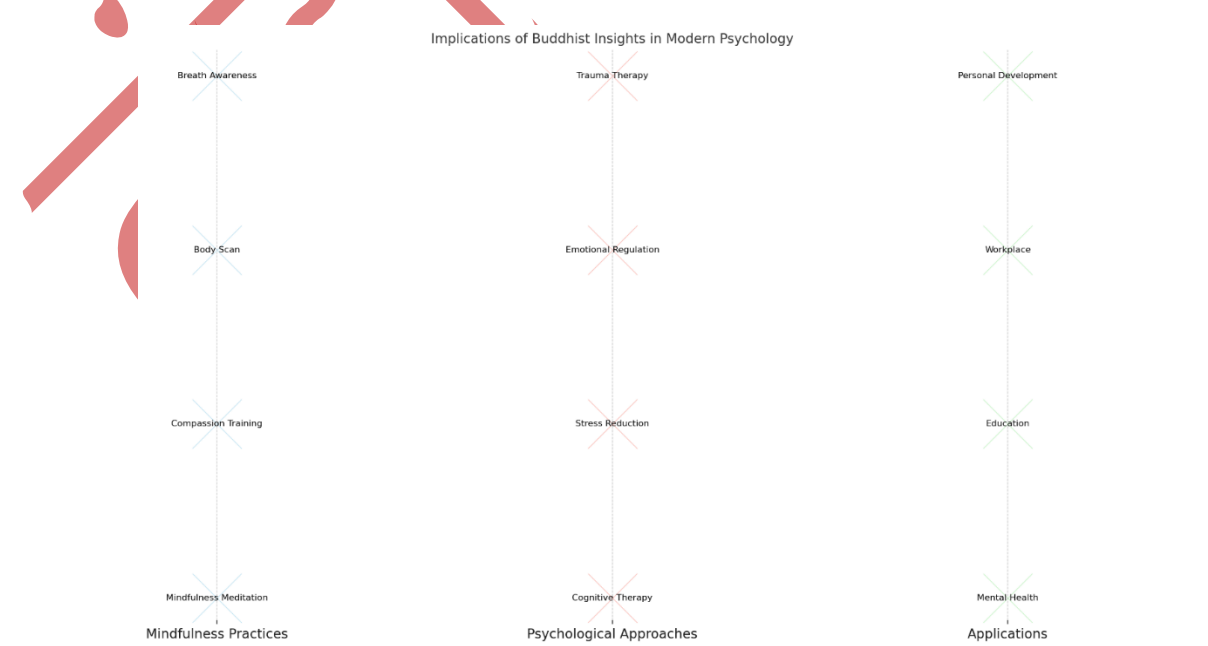 Implications of Buddhist Insights in Modern Psychology
Breath Awareness
Trauma Therapy
Personal Development
Body Scan
Emotional Regulation
Workplace
Compassion Training
Stress Reduction
Education
Mindfulness Meditation
Cognitive Therapy
Mental Health
Mindfulness Practices
Psychological Approaches
Applications